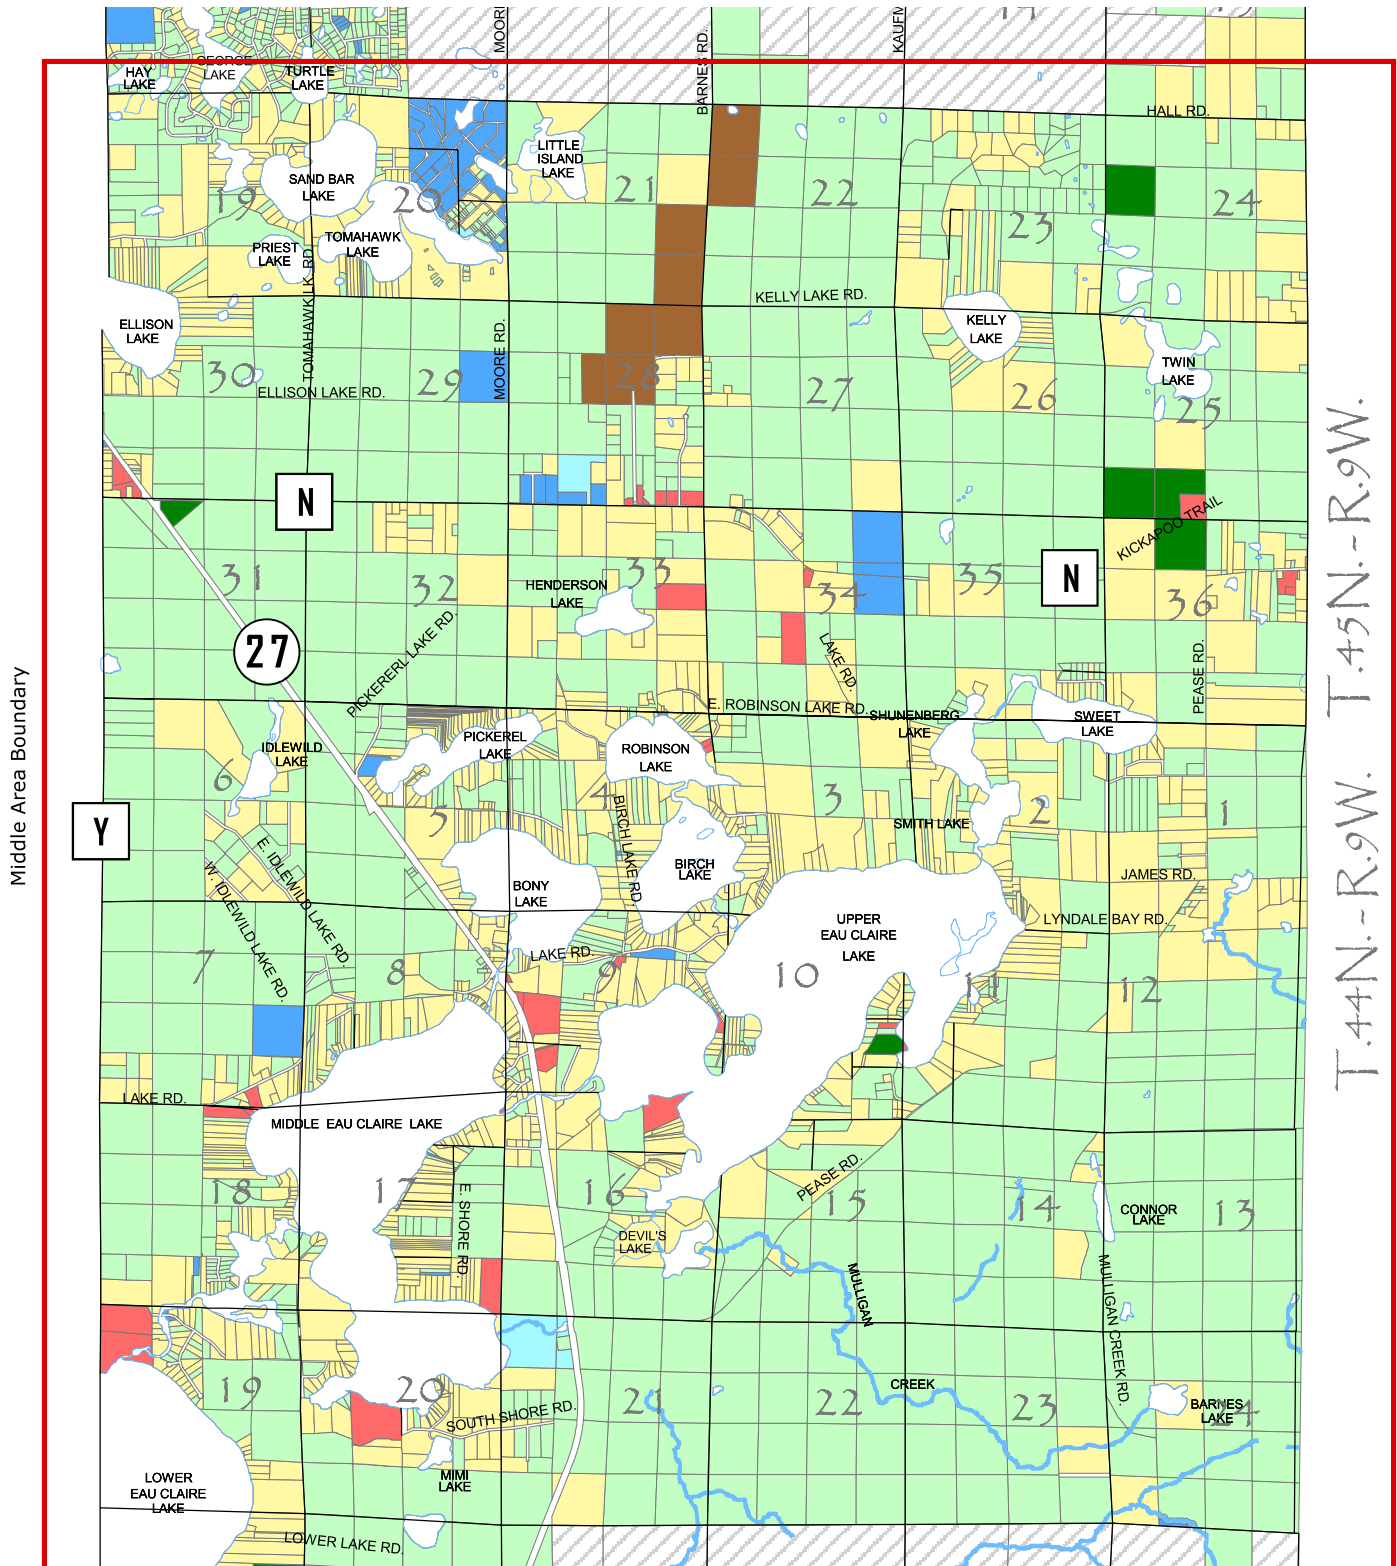 MOORI
KAUFM
BARNES RD.
HAY
LAKE
GEORGE
LAKE
TURTLE
LAKE
HALL RD.
LITTLE
ISLAND
LAKE
SAND BAR
LAKE
19
20
21
22
23
24
PRIEST
LAKE
TOMAHAWK
LAKE
TOMAHAWK LK RD.
KELLY LAKE RD.
ELLISON
LAKE
MOORE RD.
KELLY
LAKE
TWIN
LAKE
30
29
28
27
26
25
ELLISON LAKE RD.
N
KICKAPOO TRAIL
T.45N.-R.9W.
31
32
33
34
35
36
HENDERSON
LAKE
N
27
PICKERERL LAKE RD.
LAKE RD.
PEASE RD.
E. ROBINSON LAKE RD.
SHUNENBERG
LAKE
SWEET
LAKE
IDLEWILD
LAKE
PICKEREL
LAKE
ROBINSON
LAKE
Middle Area Boundary
6
5
4
3
2
1
Y
BIRCH LAKE RD.
SMITH LAKE
E. IDLEWILD LAKE RD.
W. IDLEWILD LAKE RD.
BIRCH
LAKE
BONY
LAKE
JAMES RD.
LYNDALE BAY RD.
UPPER
EAU CLAIRE
LAKE
T.44N.-R.9W.
LAKE RD.
7
8
9
10
11
12
LAKE RD.
MIDDLE EAU CLAIRE LAKE
PEASE RD.
18
17
16
15
14
13
E. SHORE RD.
CONNOR
LAKE
DEVIL'S
LAKE
MULLIGAN
CREEK
MULLIGAN CREEK RD.
19
20
21
22
23
24
BARNES
LAKE
SOUTH SHORE RD.
MIMI
LAKE
LOWER
EAU CLAIRE
LAKE
LOWER LAKE RD.